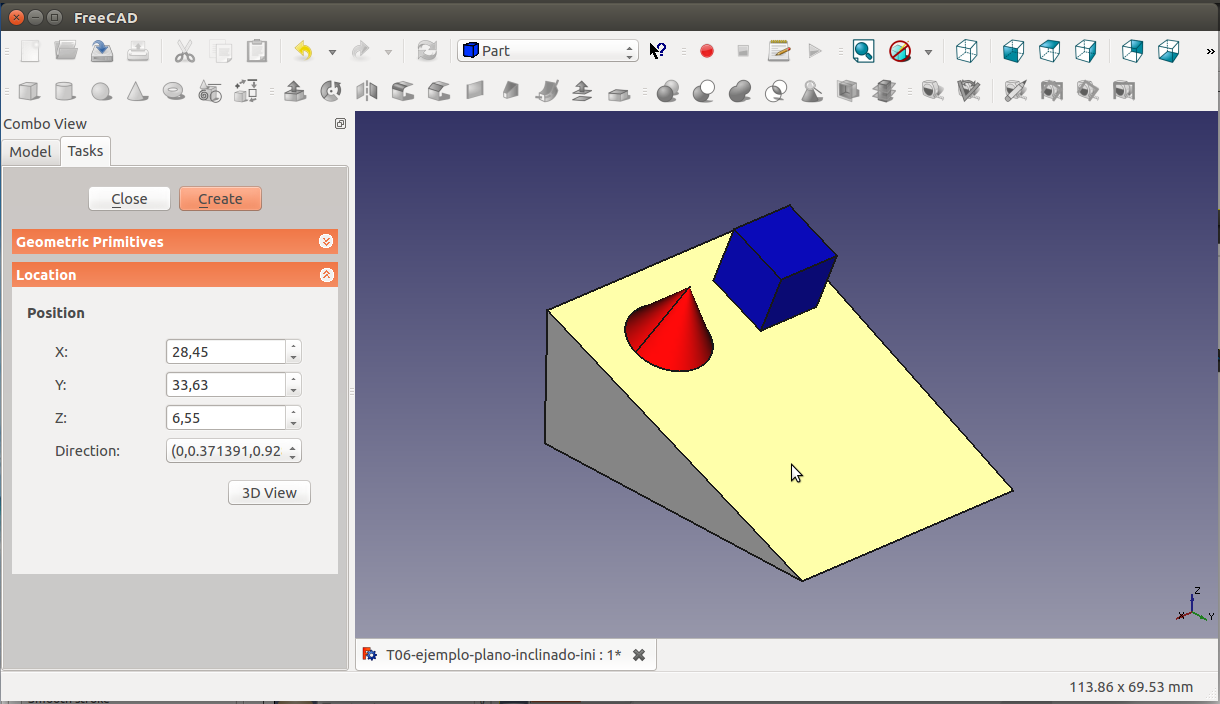 FreeCAD
Part
»
Combo View
Model Tasks
Close Create
Geometric Primitives
Location
Position
X: 28,45
Y: 33,63
Z: 6,55
Direction: (0,0.371391,0.92
3D View
Z
X Y
T06-ejemplo-plano-inclinado-ini : 1*
113.86 x 69.53 mm